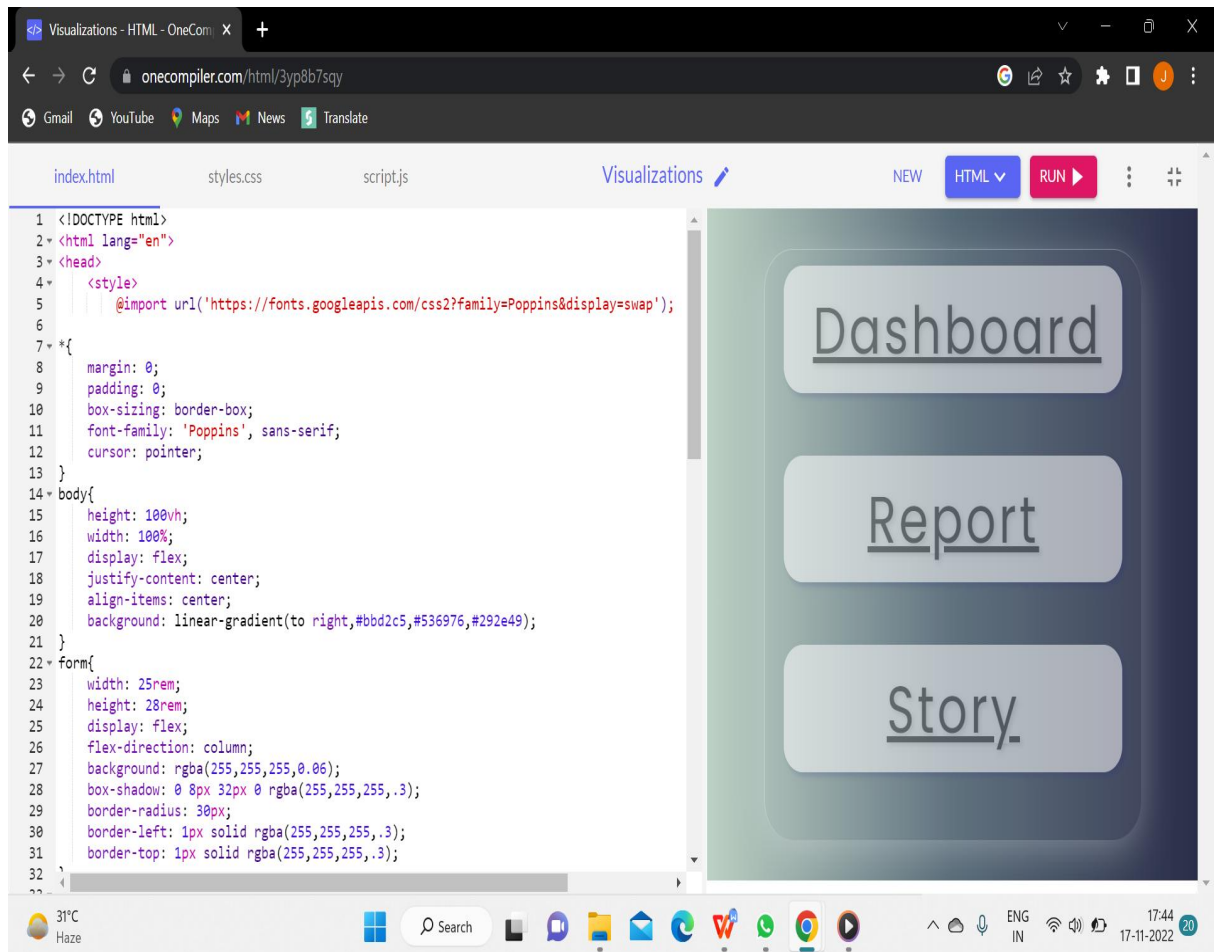 Visualizations - HTML - OneCom
onecompiler.com/html/3yp8b7sqy
Gmail YouTube Maps News Translate
index.html styles.css script.js Visualizations NEW HTML RUN
1 <!DOCTYPE html>
2 <html lang="en">
3 <head>
4 <style>
5 @import url('https://fonts.googleapis.com/css2?family=Poppins&display=swap');
6
7 *{
8 margin: 0;
9 padding: 0;
10 box-sizing: border-box;
11 font-family: 'Poppins', sans-serif;
12 cursor: pointer;
13 }
14 body{
15 height: 100vh;
16 width: 100%;
17 display: flex;
18 justify-content: center;
19 align-items: center;
20 background: linear-gradient(to right,#bbd2c5,#536976,#292e49);
21 }
22 form{
23 width: 25rem;
24 height: 28rem;
25 display: flex;
26 flex-direction: column;
27 background: rgba(255,255,255,0.06);
28 box-shadow: 0 8px 32px 0 rgba(255,255,255,.3);
29 border-radius: 30px;
30 border-left: 1px solid rgba(255,255,255,.3);
31 border-top: 1px solid rgba(255,255,255,.3);
32 }
Dashboard
Report
Story
31°C
Haze
Search
ENG
IN
17:44
17-11-2022
20